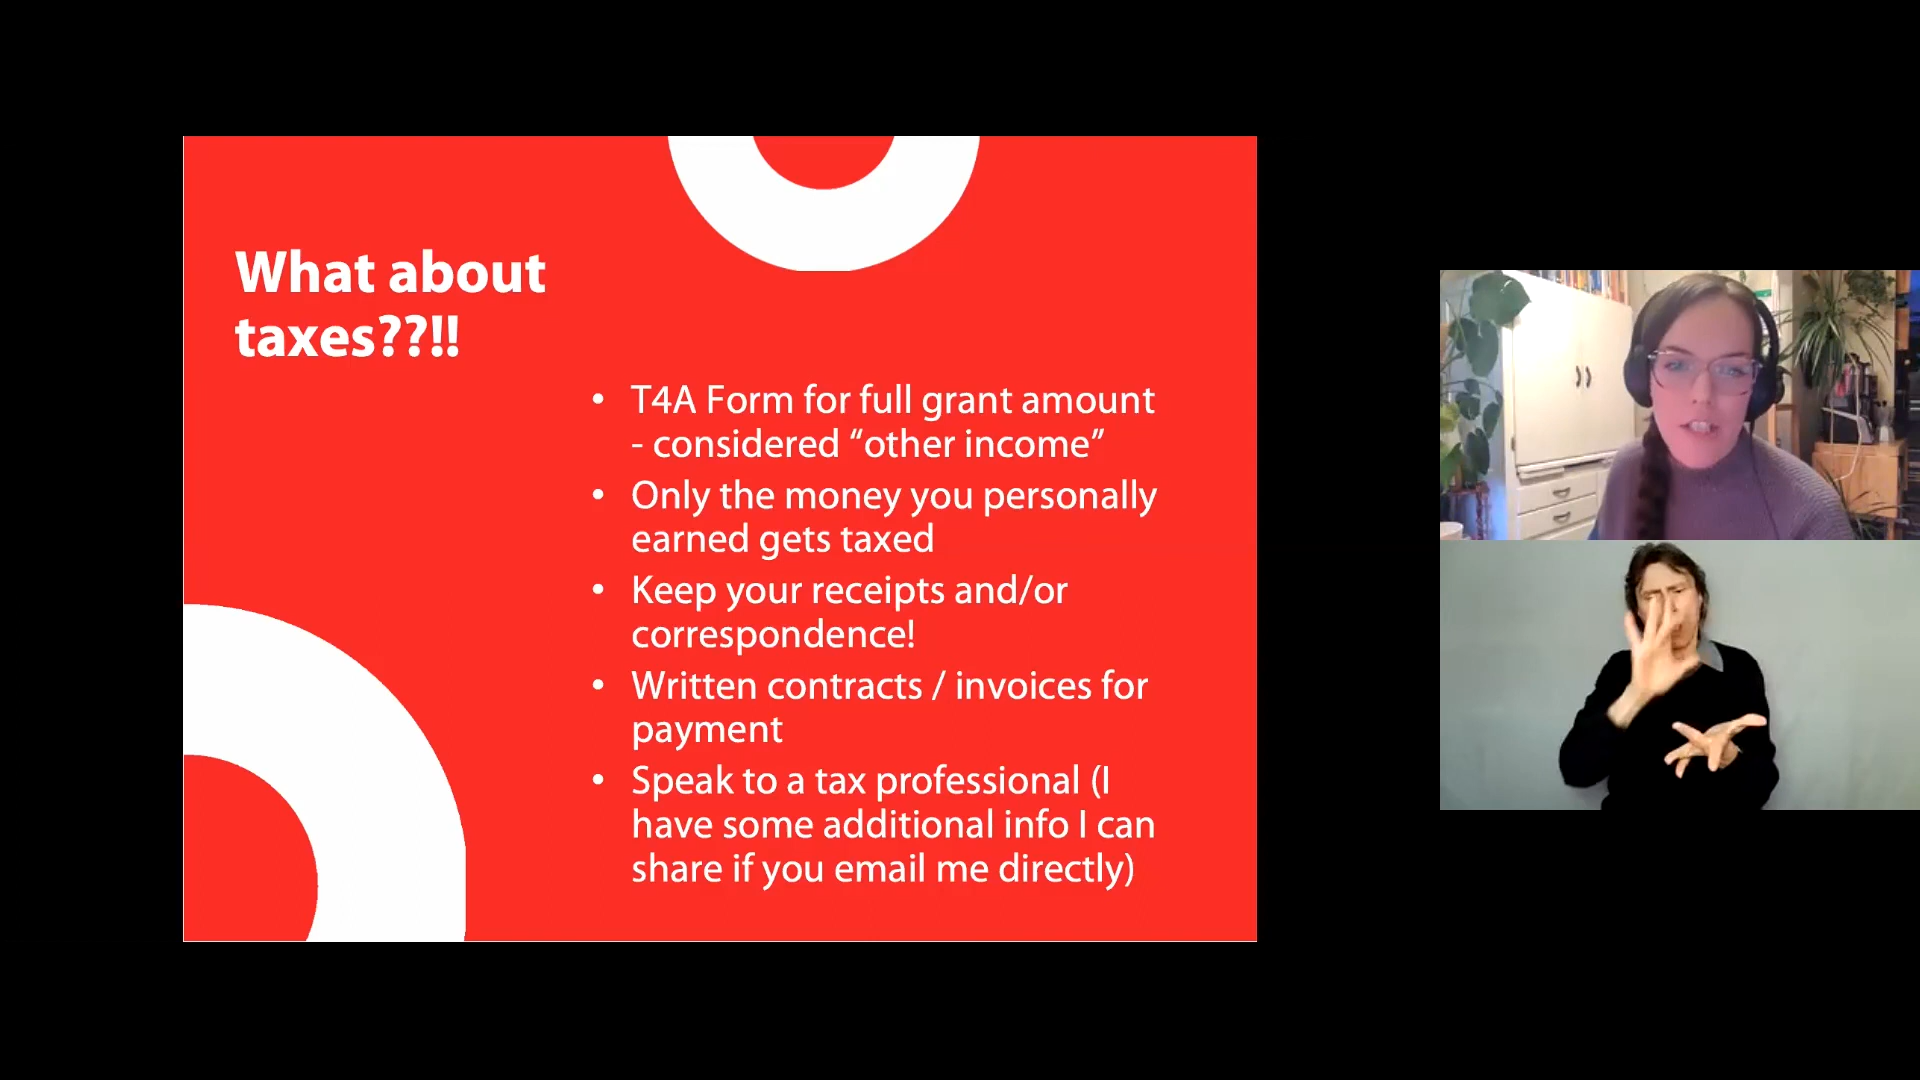 What about
taxes??!!
• T4A Form for full grant amount
- considered “other income”
• Only the money you personally
earned gets taxed
• Keep your receipts and/or
correspondence!
• Written contracts / invoices for
payment
• Speak to a tax professional (I
have some additional info I can
share if you email me directly)